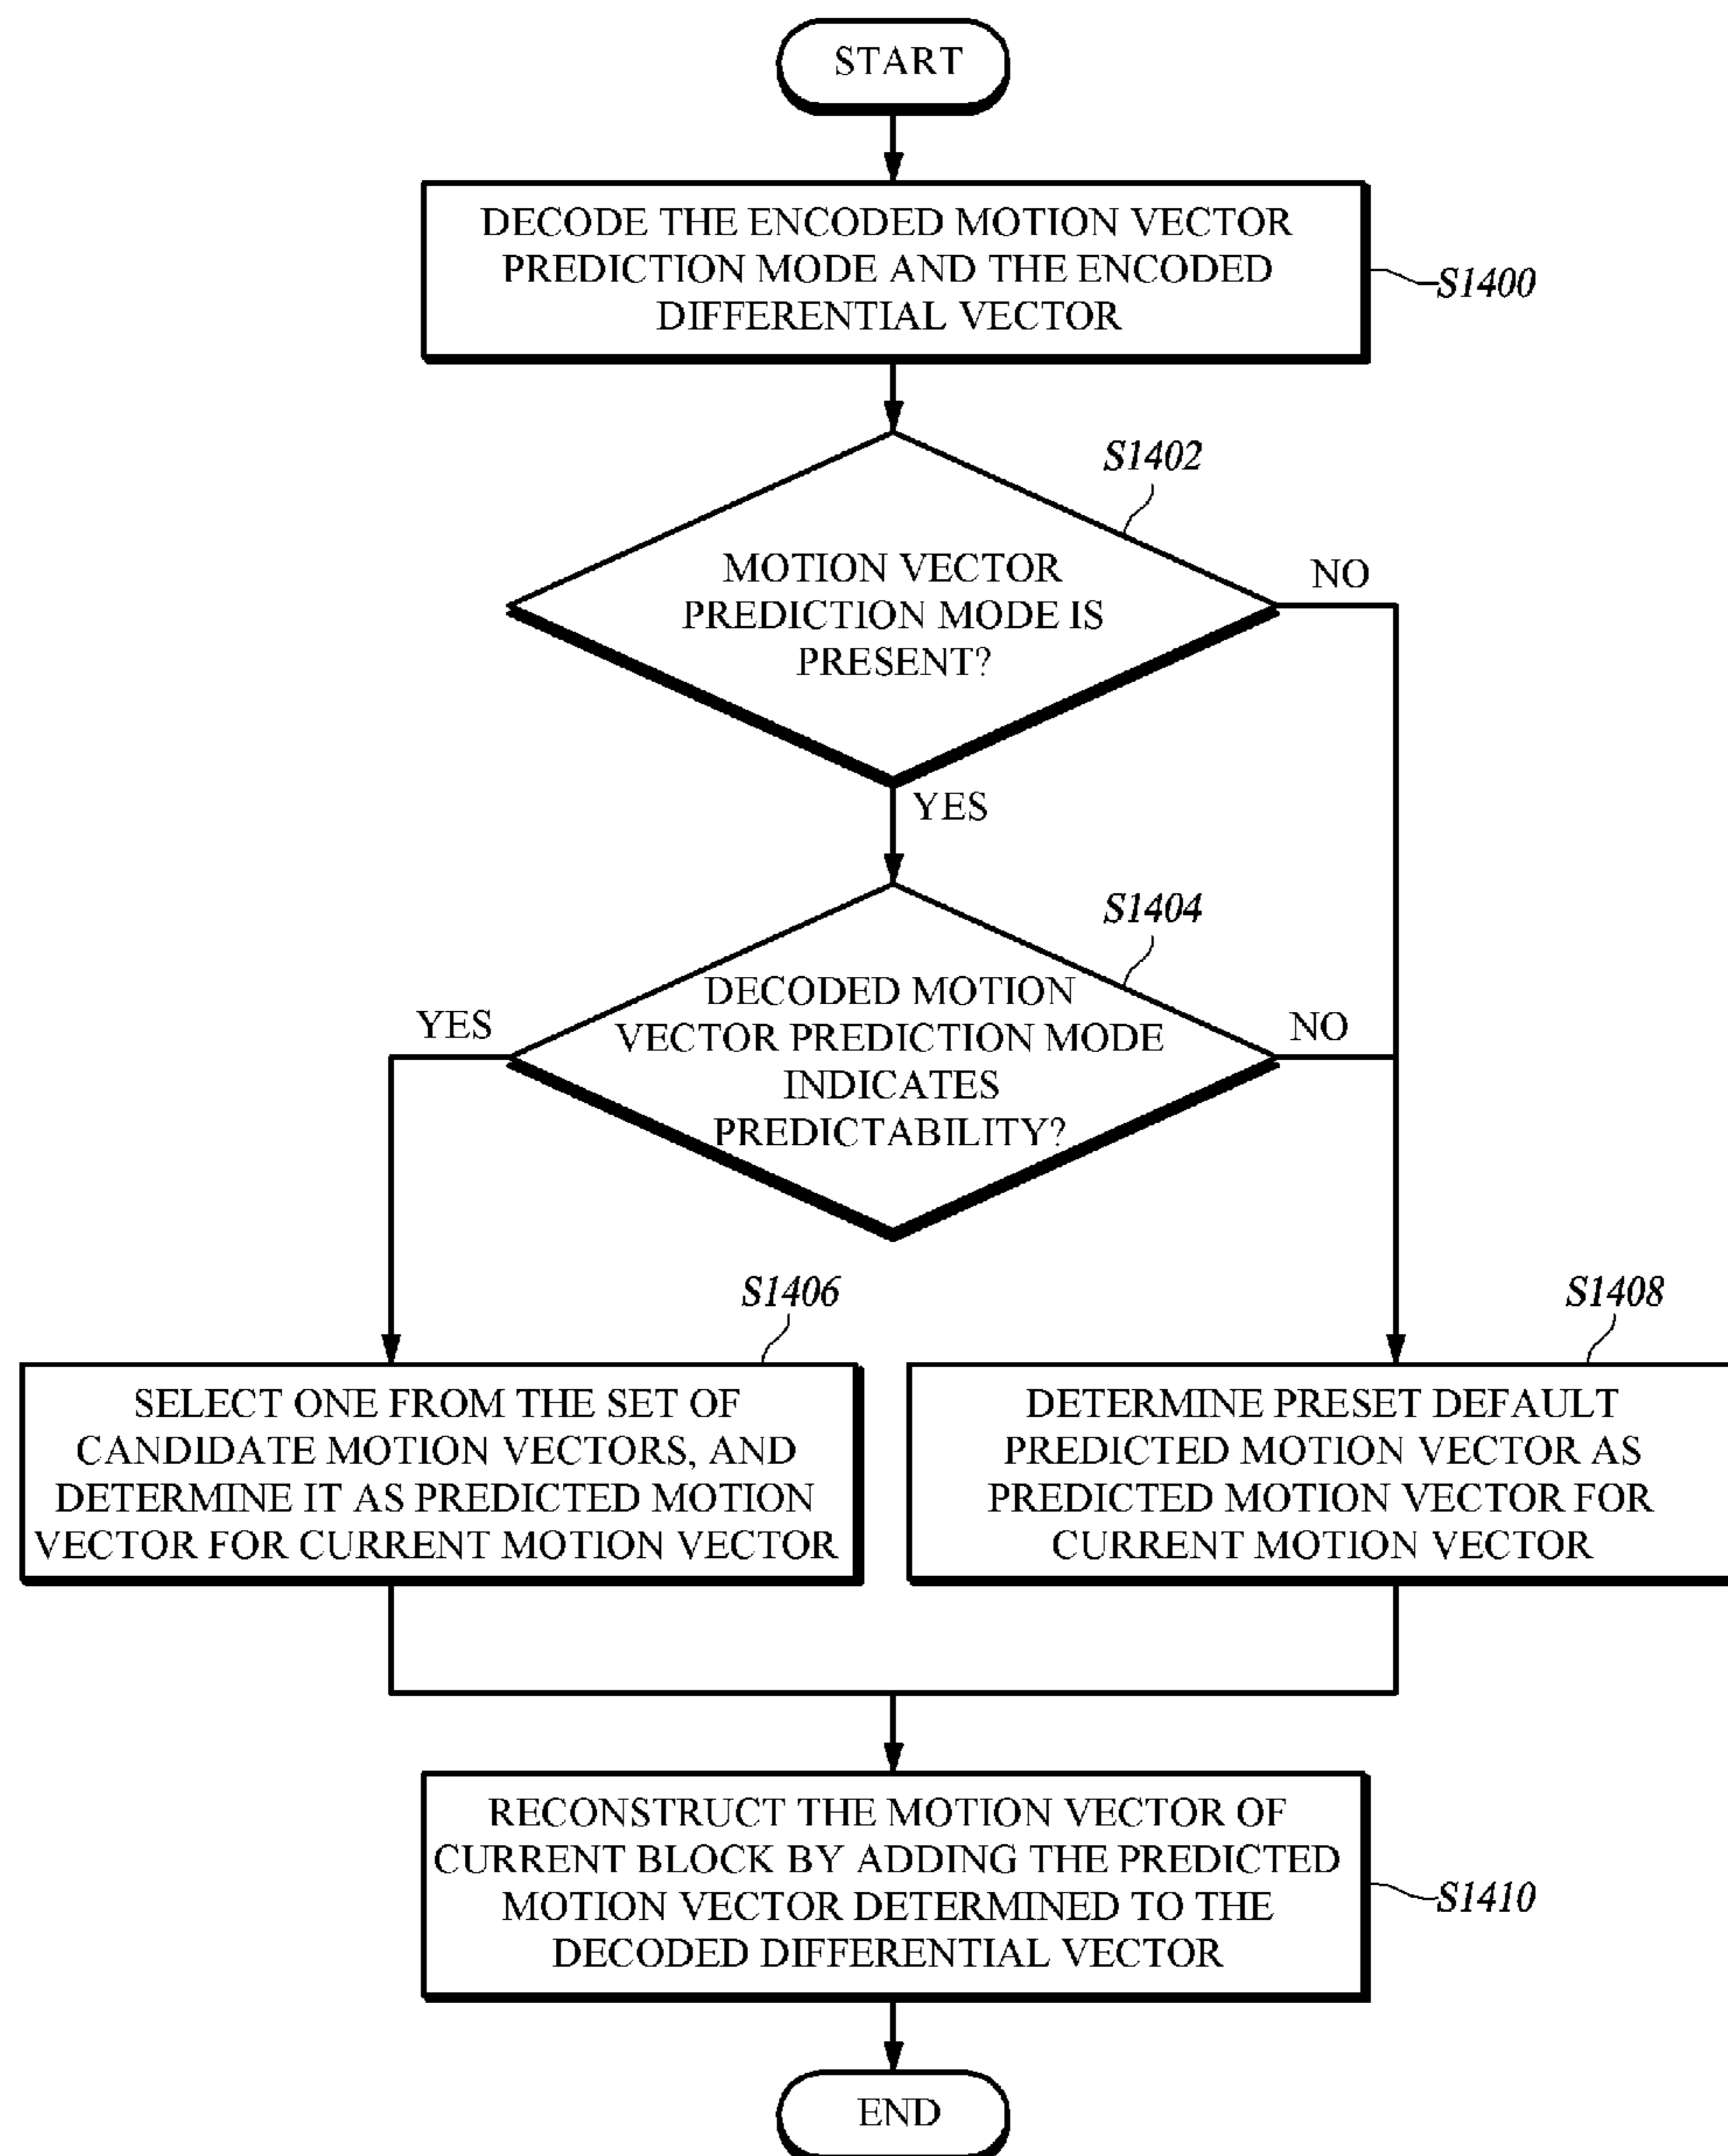 START
DECODE THE ENCODED MOTION VECTOR
PREDICTION MODE AND THE ENCODED
DIFFERENTIAL VECTOR
S1400
S1402
MOTION VECTOR
PREDICTION MODE IS
PRESENT?
NO
YES
S1404
DECODED MOTION
VECTOR PREDICTION MODE
INDICATES
PREDICTABILITY?
YES
NO
S1406
S1408
SELECT ONE FROM THE SET OF
CANDIDATE MOTION VECTORS, AND
DETERMINE IT AS PREDICTED MOTION
VECTOR FOR CURRENT MOTION VECTOR
DETERMINE PRESET DEFAULT
PREDICTED MOTION VECTOR AS
PREDICTED MOTION VECTOR FOR
CURRENT MOTION VECTOR
RECONSTRUCT THE MOTION VECTOR OF
CURRENT BLOCK BY ADDING THE PREDICTED
MOTION VECTOR DETERMINED TO THE
DECODED DIFFERENTIAL VECTOR
S1410
END